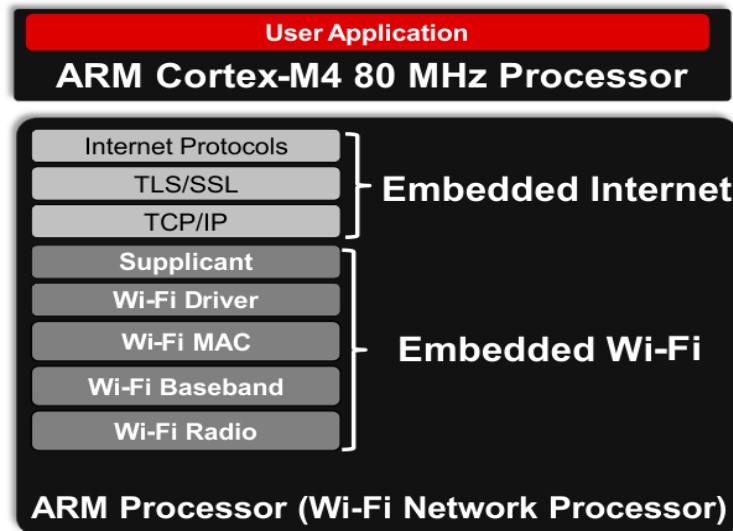 User Application
ARM Cortex-M4 80 MHz Processor
Internet Protocols
TLS/SSL
TCP/IP
Embedded Internet
Supplicant
Wi-Fi Driver
Wi-Fi MAC
Wi-Fi Baseband
Wi-Fi Radio
Embedded Wi-Fi
ARM Processor (Wi-Fi Network Processor)